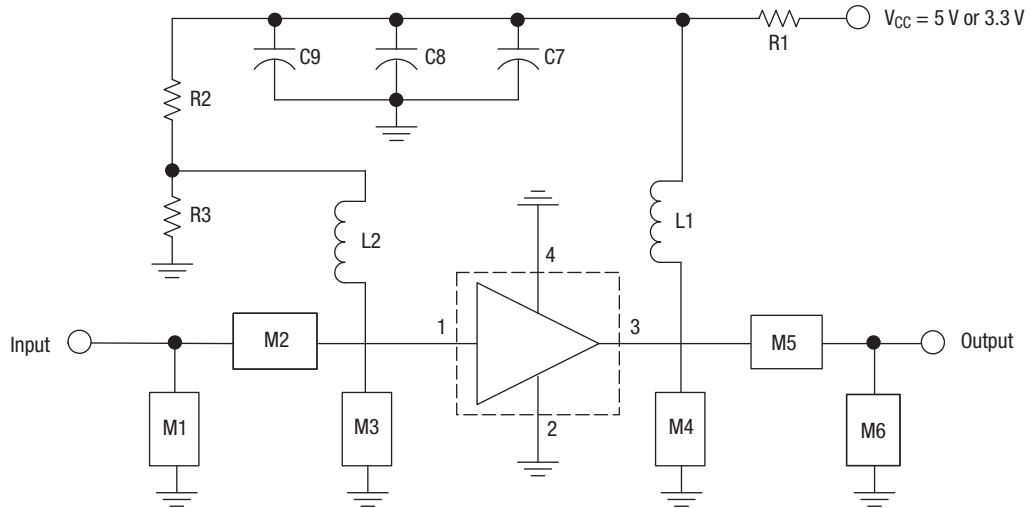 V_CC = 5 V or 3.3 V
R1
C9
C8
C7
R2
R3
L2
L1
4
1
3
2
Input
M2
M5
Output
M1
M3
M4
M6